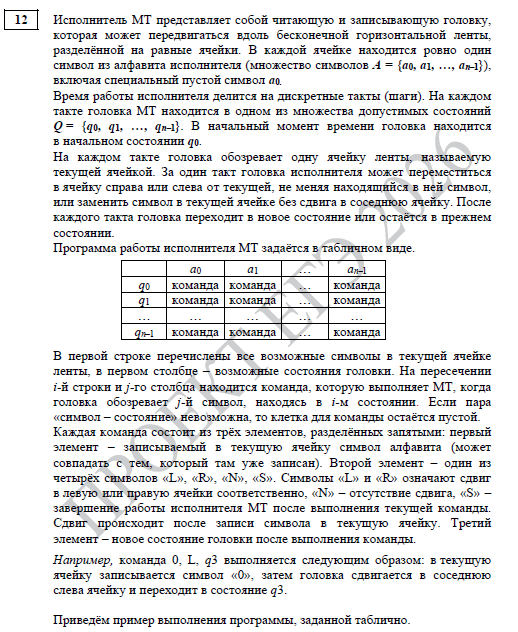 12
Исполнитель МТ представляет собой читающую и записывающую головку,
которая может передвигаться вдоль бесконечной горизонтальной ленты,
разделённой на равные ячейки. В каждой ячейке находится ровно один
символ из алфавита исполнителя (множество символов A = {a0, a1, …, an–1}),
включая специальный пустой символ a0.
Время работы исполнителя делится на дискретные такты (шаги). На каждом
такте головка МТ находится в одном из множества допустимых состояний
Q = {q0, q1, …, qn–1}. В начальный момент времени головка находится
в начальном состоянии q0.
На каждом такте головка обозревает одну ячейку ленты, называемую
текущей ячейкой. За один такт головка исполнителя может переместиться
в ячейку справа или слева от текущей, не меняя находящийся в ней символ,
или заменить символ в текущей ячейке без сдвига в соседнюю ячейку. После
каждого такта головка переходит в новое состояние или остаётся в прежнем
состоянии.
Программа работы исполнителя МТ задаётся в табличном виде.
a0 a1 … an–1
q0 команда команда … команда
q1 команда команда … команда
… … … … …
qn–1 команда команда … команда
В первой строке перечислены все возможные символы в текущей ячейке
ленты, в первом столбце – возможные состояния головки. На пересечении
i-й строки и j-го столбца находится команда, которую выполняет МТ, когда
головка обозревает j-й символ, находясь в i-м состоянии. Если пара
«символ – состояние» невозможна, то клетка для команды остаётся пустой.
Каждая команда состоит из трёх элементов, разделённых запятыми: первый
элемент – записываемый в текущую ячейку символ алфавита (может
совпадать с тем, который там уже записан). Второй элемент – один из
четырёх символов «L», «R», «N», «S». Символы «L» и «R» означают сдвиг
в левую или правую ячейки соответственно, «N» – отсутствие сдвига, «S» –
завершение работы исполнителя МТ после выполнения текущей команды.
Сдвиг происходит после записи символа в текущую ячейку. Третий
элемент – новое состояние головки после выполнения команды.
Например, команда 0, L, q3 выполняется следующим образом: в текущую
ячейку записывается символ «0», затем головка сдвигается в соседнюю
слева ячейку и переходит в состояние q3.
Приведём пример выполнения программы, заданной таблично.
ПРОЕКТ ЕГЭ 2026